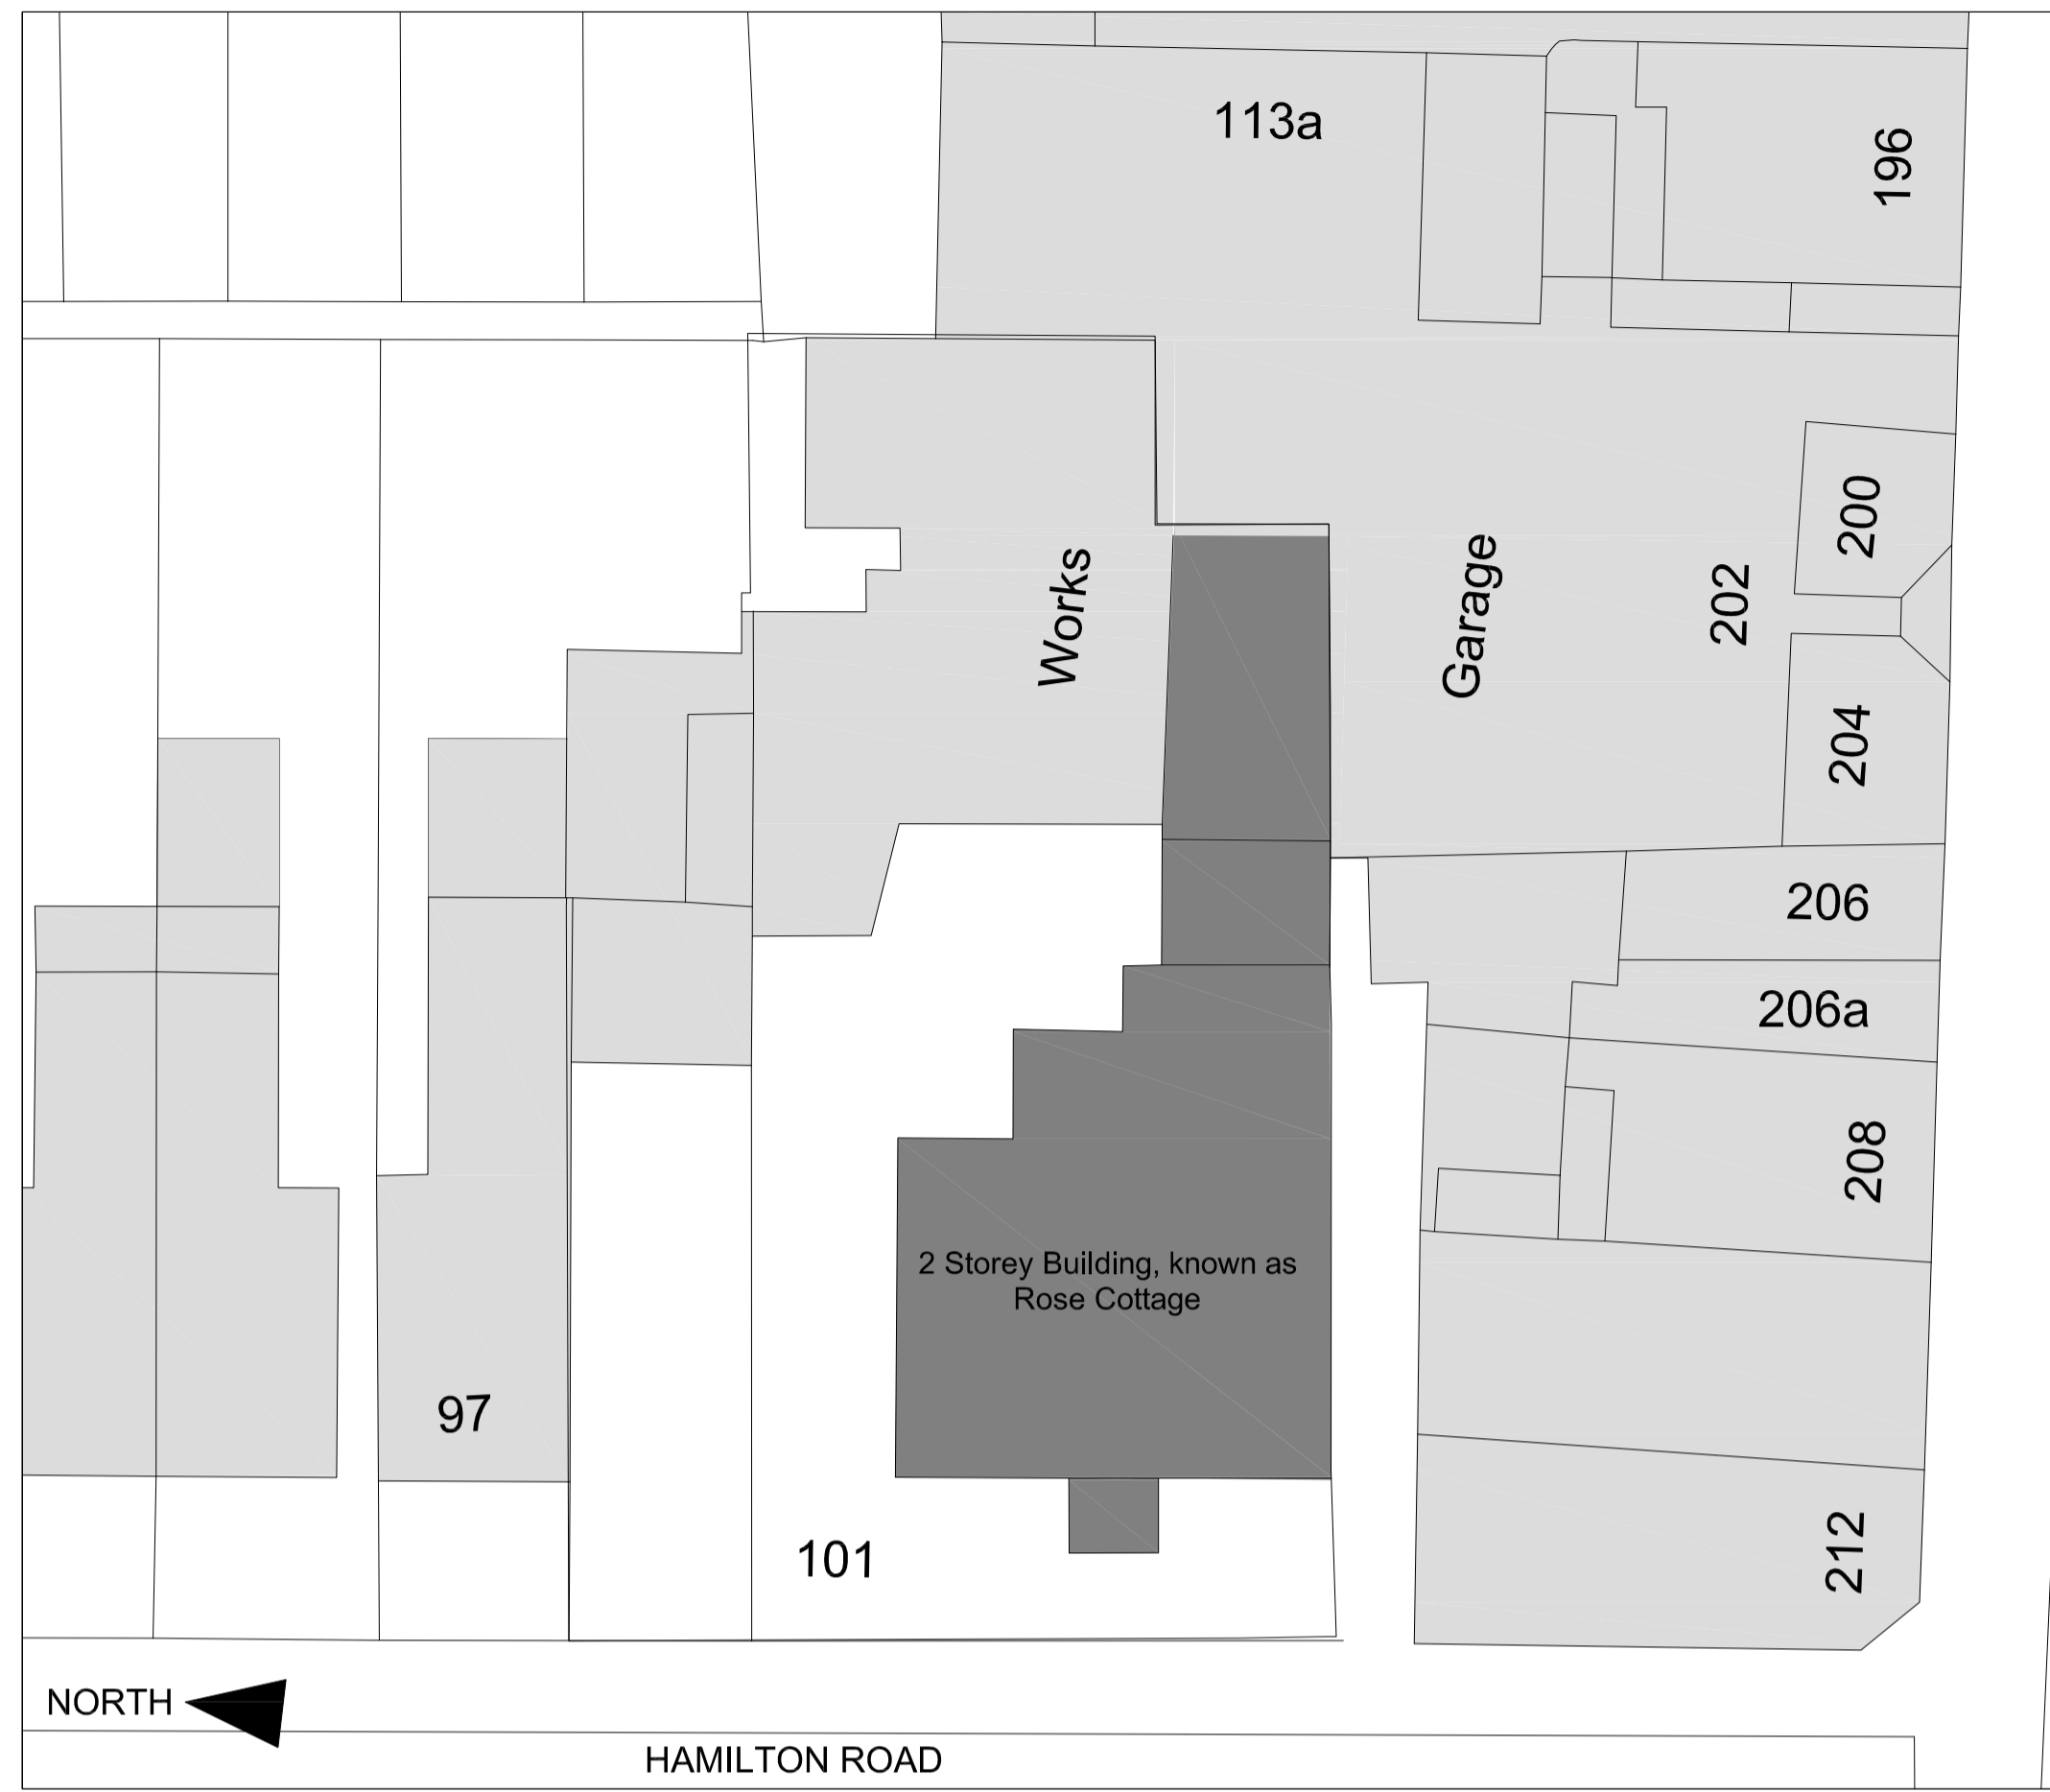 113a
196
200
Works
Garage
202
204
206
206a
208
2 Storey Building, known as
Rose Cottage
97
101
212
NORTH
HAMILTON ROAD